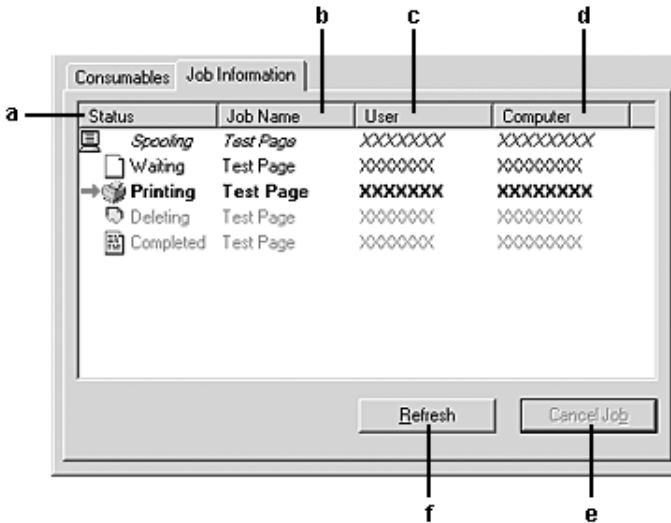 b c d
Consumables Job Information
a
Status Job Name User Computer
Spooling Test Page XXXXXXX XXXXXXXX
Waiting Test Page XXXXXXX XXXXXXXX
Printing Test Page XXXXXXX XXXXXXXX
Deleting Test Page XXXXXXX XXXXXXXX
Completed Test Page XXXXXXX XXXXXXXX
Refresh Cancel Job
f e